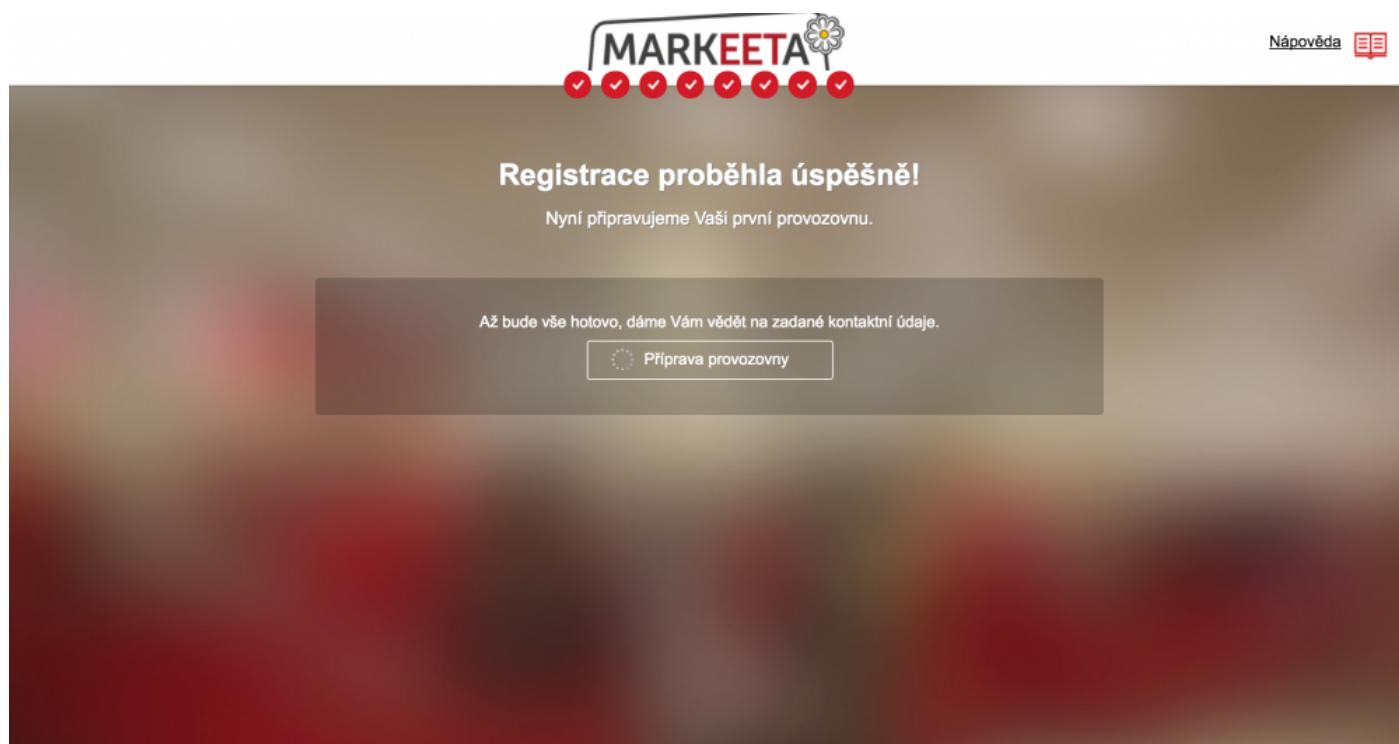 MARKEETA
Nápověda
Registrace proběhla úspěšně!
Nyní připravujeme Vaši první provozovnu.
Až bude vše hotovo, dáme Vám vědět na zadané kontaktní údaje.
Příprava provozovny